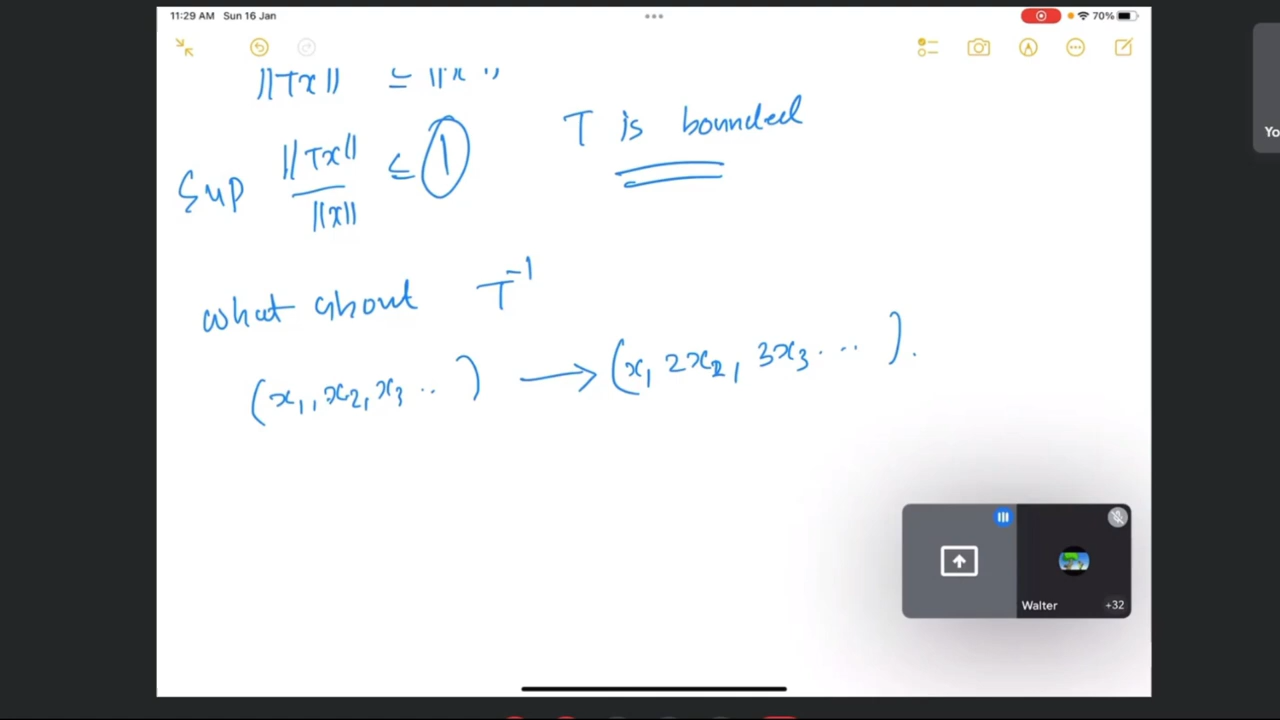 11:29 AM Sun 16 Jan
70%
||Tx|| ≤ ||x||
Sup ||Tx|| / ||x|| ≤ 1 T is bounded
what about T⁻¹
(x₁, x₂, x₃ ..) → (x₁ 2x₂, 3x₃ ... ).
Yo
Walter +32